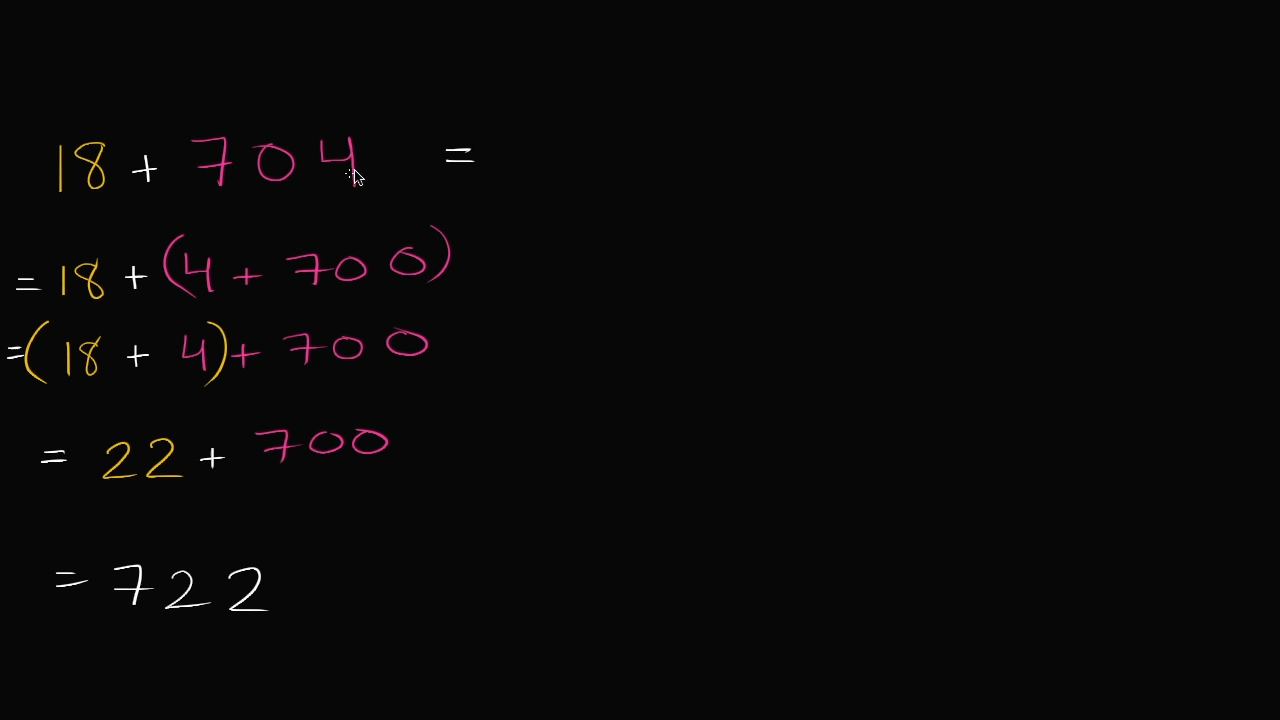 18 + 704 =
= 18 + (4 + 700)
= (18 + 4) + 700
= 22 + 700
= 722